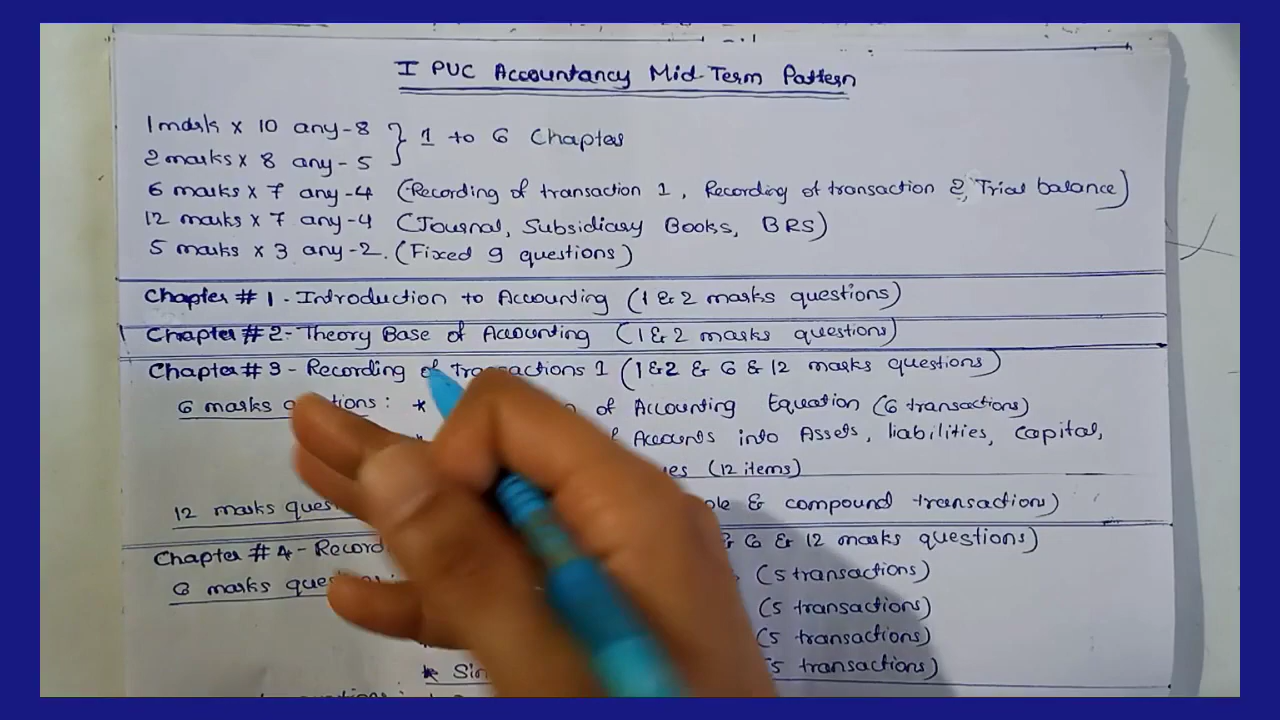 I PUC Accountancy Mid Term Pattern
1 mark x 10 any-8 } 1 to 6 Chapter
2 marks x 8 any-5
6 marks x 7 any-4 (Recording of transaction 1, Recording of transaction 2, Trial balance)
12 marks x 7 any-4 (Journal, Subsidiary Books, BRS)
5 marks x 3 any-2. (Fixed 9 questions)
Chapter # 1 - Introduction to Accounting (1 & 2 marks questions)
Chapter # 2 - Theory Base of Accounting (1 & 2 marks questions)
Chapter # 3 - Recording of transactions 1 (1 & 2 & 6 & 12 marks questions)
6 marks : * of Accounting Equation (6 transactions)
of Accounts into Assets, liabilities, capital,
(12 items)
12 marks & compound transaction)
Chapter # 4 - & 6 & 12 marks questions)
6 marks (5 transactions)
(5 transactions)
(5 transactions)
* (5 transactions)